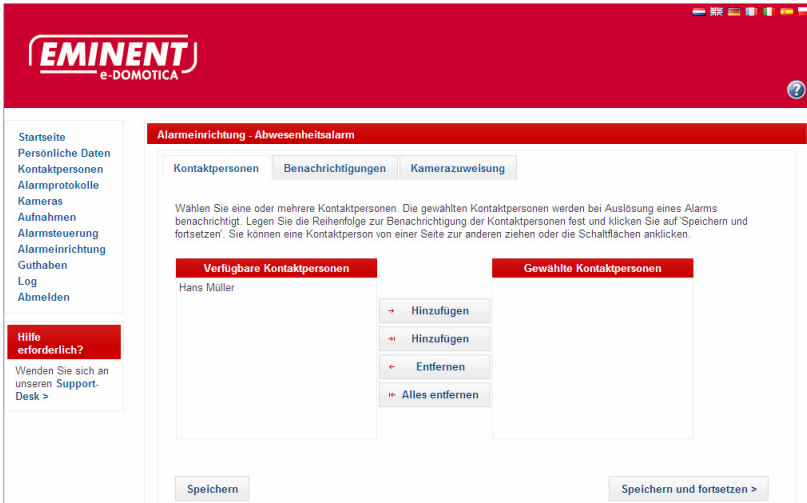 EMINENT
e-DOMOTICA
?
Startseite
Persönliche Daten
Kontaktpersonen
Alarmprotokolle
Kameras
Aufnahmen
Alarmsteuerung
Alarmeinrichtung
Guthaben
Log
Abmelden
Hilfe
erforderlich?
Wenden Sie sich an
unseren Support-
Desk >
Alarmeinrichtung - Abwesenheitsalarm
Kontaktpersonen Benachrichtigungen Kamerazuweisung
Wählen Sie eine oder mehrere Kontaktpersonen. Die gewählten Kontaktpersonen werden bei Auslösung eines Alarms
benachrichtigt. Legen Sie die Reihenfolge zur Benachrichtigung der Kontaktpersonen fest und klicken Sie auf 'Speichern und
fortsetzen'. Sie können eine Kontaktperson von einer Seite zur anderen ziehen oder die Schaltflächen anklicken.
Verfügbare Kontaktpersonen
Hans Müller
Hinzufügen
Hinzufügen
Entfernen
Alles entfernen
Gewählte Kontaktpersonen
Speichern
Speichern und fortsetzen >